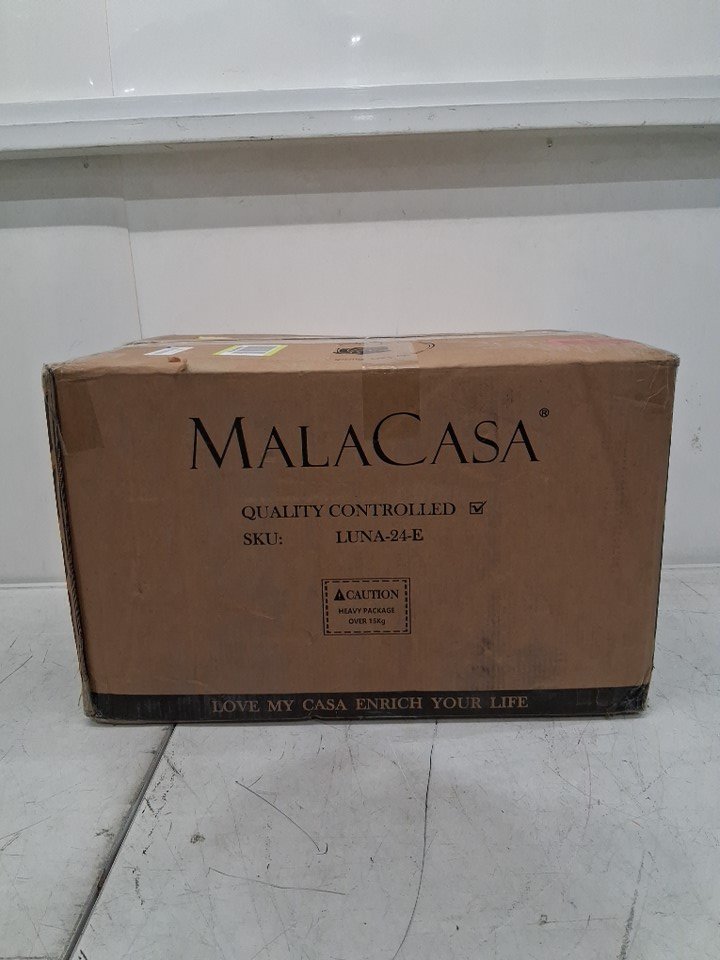 MALACASA®
QUALITY CONTROLLED ☑
SKU: LUNA-24-E
⚠CAUTION
HEAVY PACKAGE
OVER 15Kg
LOVE MY CASA ENRICH YOUR LIFE